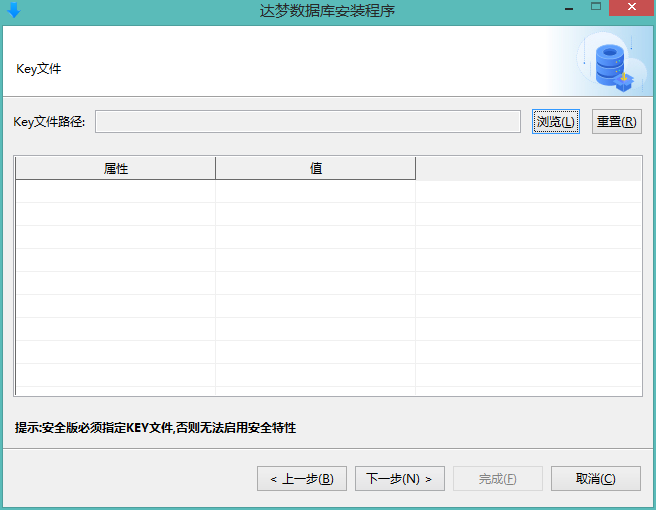 达梦数据库安装程序
Key文件
Key文件路径: 浏览(L) 重置(R)
属性 值
提示:安全版必须指定KEY文件,否则无法启用安全特性
< 上一步(B) 下一步(N) > 完成(F) 取消(C)